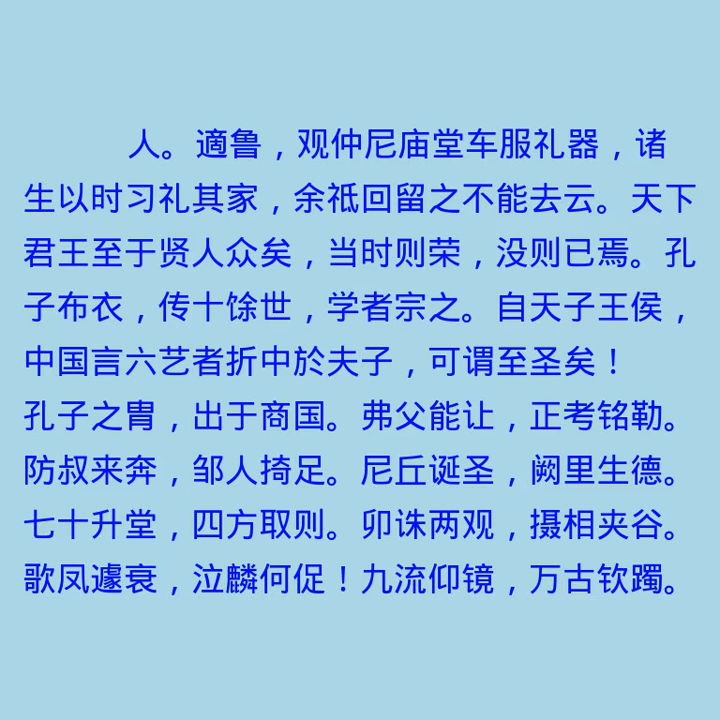 人。適鲁，观仲尼庙堂车服礼器，诸
生以时习礼其家，余祗回留之不能去云。天下
君王至于贤人众矣，当时则荣，没则已焉。孔
子布衣，传十馀世，学者宗之。自天子王侯，
中国言六艺者折中於夫子，可谓至圣矣！
孔子之胄，出于商国。弗父能让，正考铭勒。
防叔来奔，邹人掎足。尼丘诞圣，阙里生德。
七十升堂，四方取则。卯诛两观，摄相夹谷。
歌凤遽衰，泣麟何促！九流仰镜，万古钦躅。